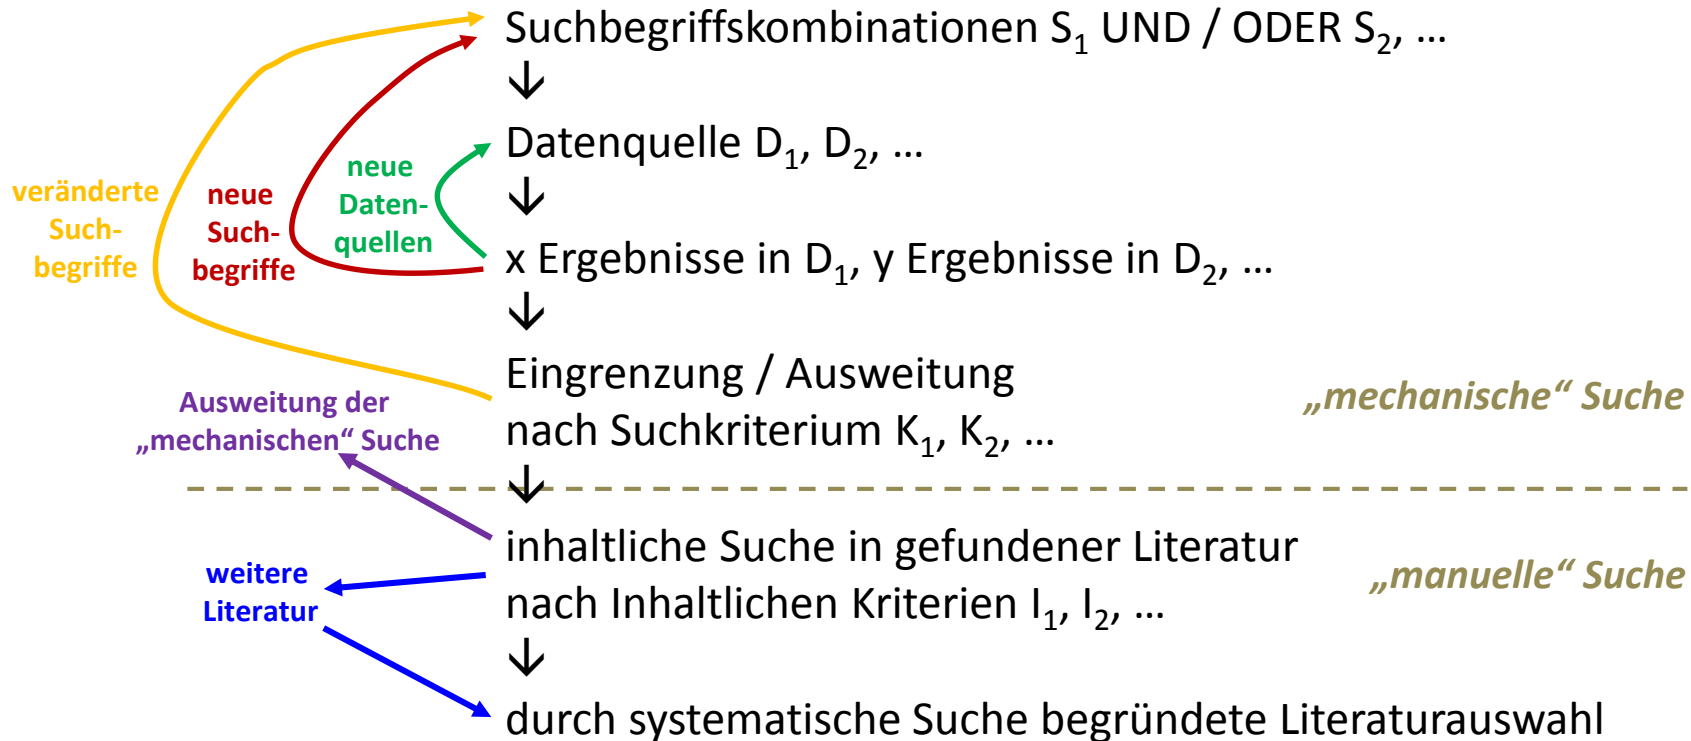 Suchbegriffskombinationen S₁ UND / ODER S₂, ...
↓
Datenquelle D₁, D₂, ...
↓
x Ergebnisse in D₁, y Ergebnisse in D₂, ...
↓
Eingrenzung / Ausweitung
nach Suchkriterium K₁, K₂, ...
↓
inhaltliche Suche in gefundener Literatur
nach Inhaltlichen Kriterien I₁, I₂, ...
↓
durch systematische Suche begründete Literaturauswahl
veränderte
Such-
begriffe
neue
Such-
begriffe
neue
Daten-
quellen
Ausweitung der
„mechanischen“ Suche
weitere
Literatur
„mechanische“ Suche
„manuelle“ Suche